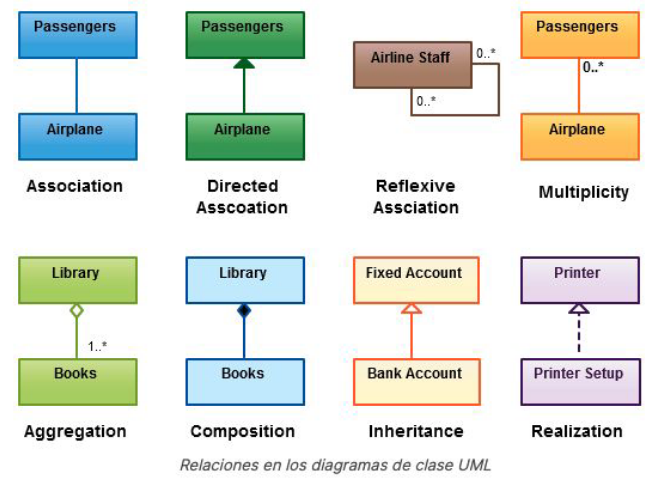 Passengers
Airplane
Association
Passengers
Airplane
Directed
Asscoation
Airline Staff
0..*
0..*
Reflexive
Assciation
Passengers
0..*
Airplane
Multiplicity
Library
1..*
Books
Aggregation
Library
Books
Composition
Fixed Account
Bank Account
Inheritance
Printer
Printer Setup
Realization
Relaciones en los diagramas de clase UML